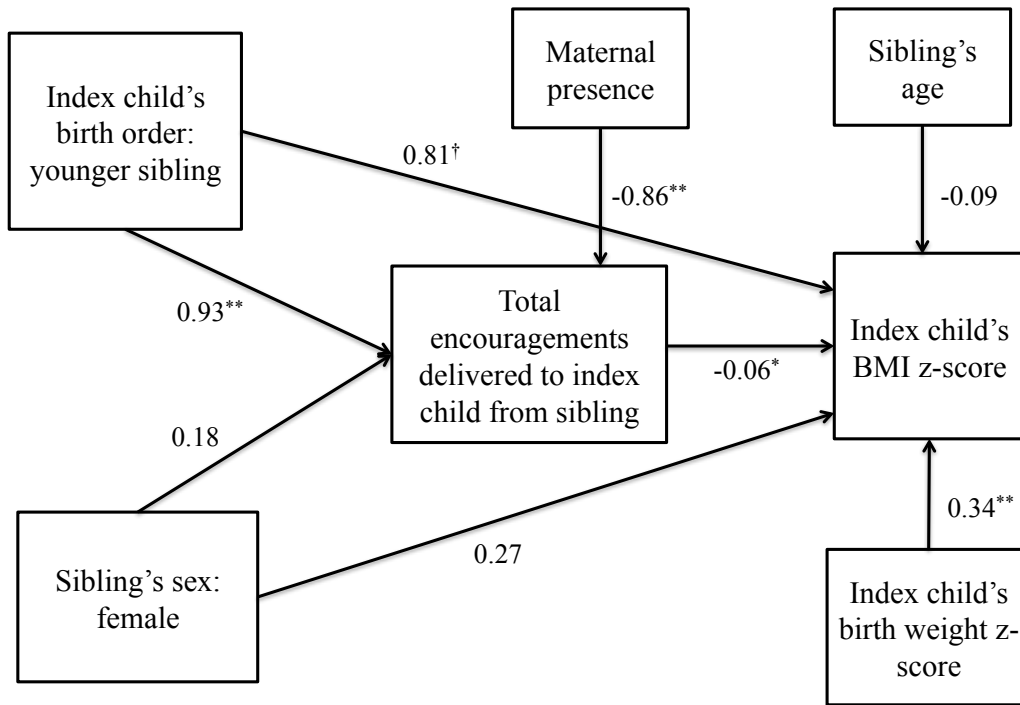 Index child’s
birth order:
younger sibling
Maternal
presence
Sibling’s
age
0.81†
-0.86**
-0.09
0.93**
Total
encouragements
delivered to index
child from sibling
-0.06*
Index child’s
BMI z-score
0.18
0.27
0.34**
Sibling’s sex:
female
Index child’s
birth weight z-
score